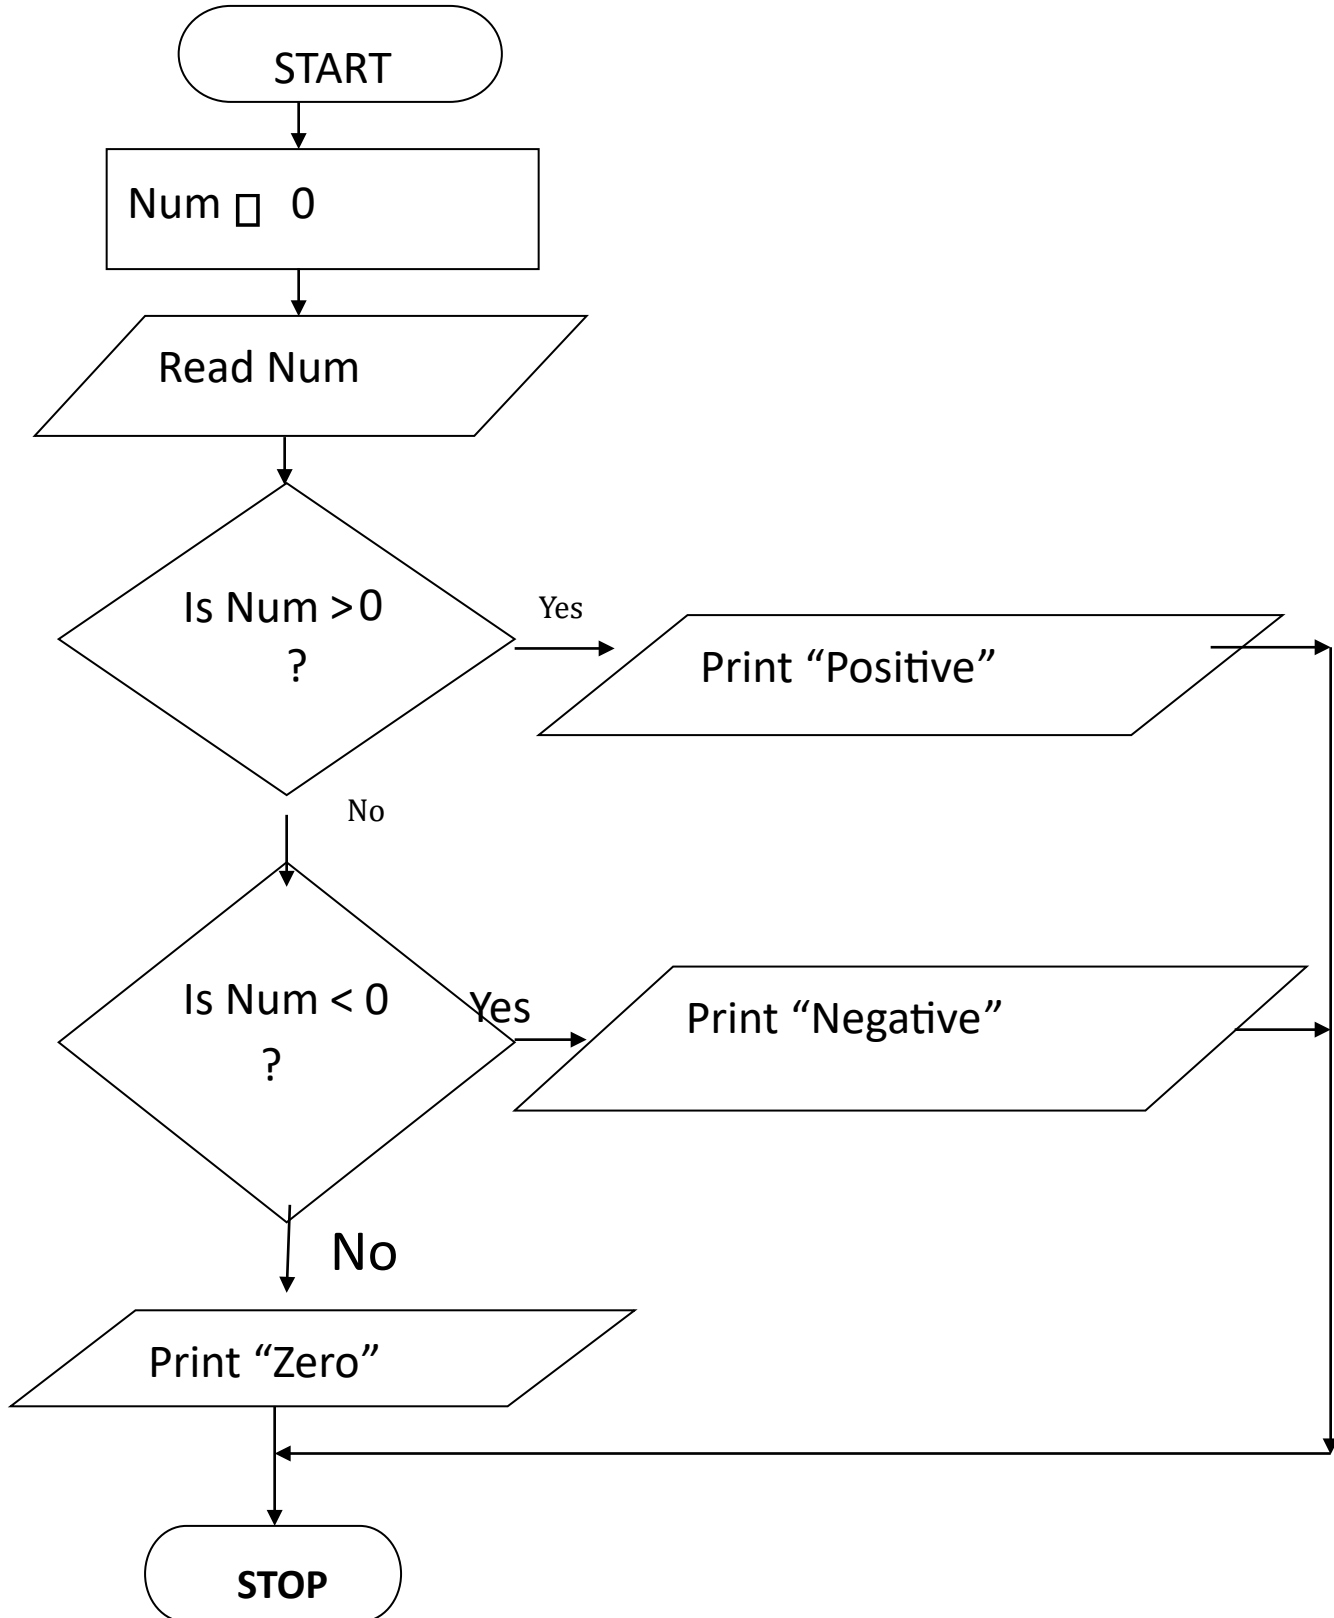 START
Num □ 0
Read Num
Is Num >0
?
Yes
Print “Positive”
No
Is Num < 0
?
Yes
Print “Negative”
No
Print “Zero”
STOP